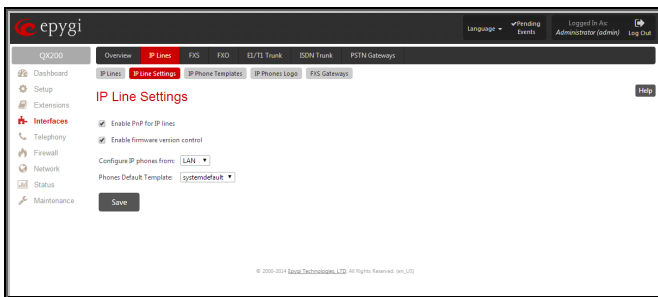 epygi
Language
Pending Events
Logged In As:
Administrator (admin)
Log Out
QX200
Overview IP Lines FXS FXO E1/T1 Trunk ISDN Trunk PSTN Gateways
IP Lines IP Line Settings IP Phone Templates IP Phones Logo FXS Gateways
Dashboard
Setup
Extensions
Interfaces
Telephony
Firewall
Network
Status
Maintenance
Help
IP Line Settings
Enable PnP for IP lines
Enable firmware version control
Configure IP phones from: LAN
Phones Default Template: systemdefault
Save
© 2000-2014 Epygi Technologies, LTD. All Rights Reserved. (en_US)